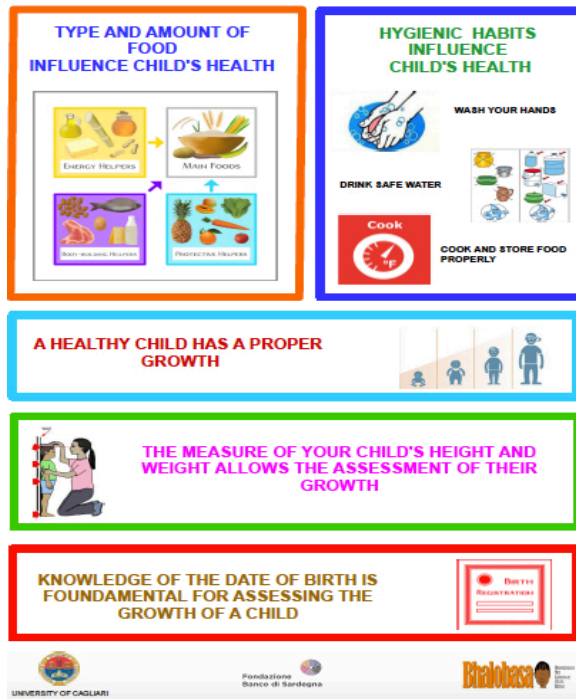 TYPE AND AMOUNT OF
FOOD
INFLUENCE CHILD'S HEALTH
ENERGY HELPERS
MAIN FOODS
BODY-BUILDING HELPERS
PROTECTIVE HELPERS
HYGIENIC HABITS
INFLUENCE
CHILD'S HEALTH
WASH YOUR HANDS
DRINK SAFE WATER
Cook
°F
COOK AND STORE FOOD
PROPERLY
A HEALTHY CHILD HAS A PROPER
GROWTH
THE MEASURE OF YOUR CHILD'S HEIGHT AND
WEIGHT ALLOWS THE ASSESSMENT OF THEIR
GROWTH
KNOWLEDGE OF THE DATE OF BIRTH IS
FOUNDAMENTAL FOR ASSESSING THE
GROWTH OF A CHILD
BIRTH
REGISTRATION
UNIVERSITY OF CAGLIARI
Fondazione
Banco di Sardegna
Bhalobasa